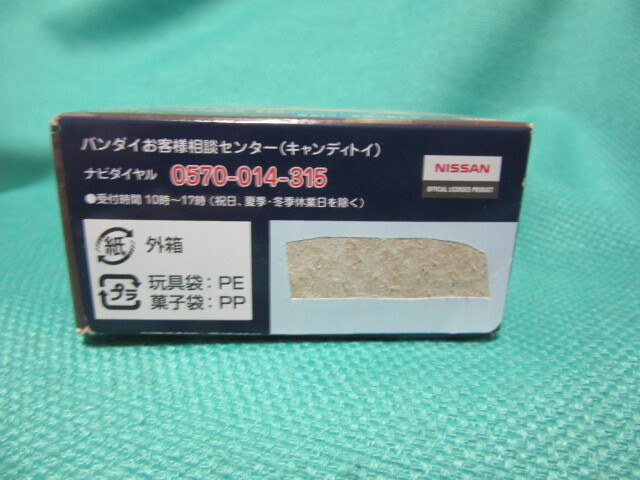 バンダイお客様相談センター(キャンディトイ)
ナビダイヤル 0570-014-315
●受付時間 10時~17時(祝日、夏季・冬季休業日を除く)
NISSAN
OFFICIAL LICENSED PRODUCT
紙 外箱
プラ 玩具袋:PE
菓子袋:PP